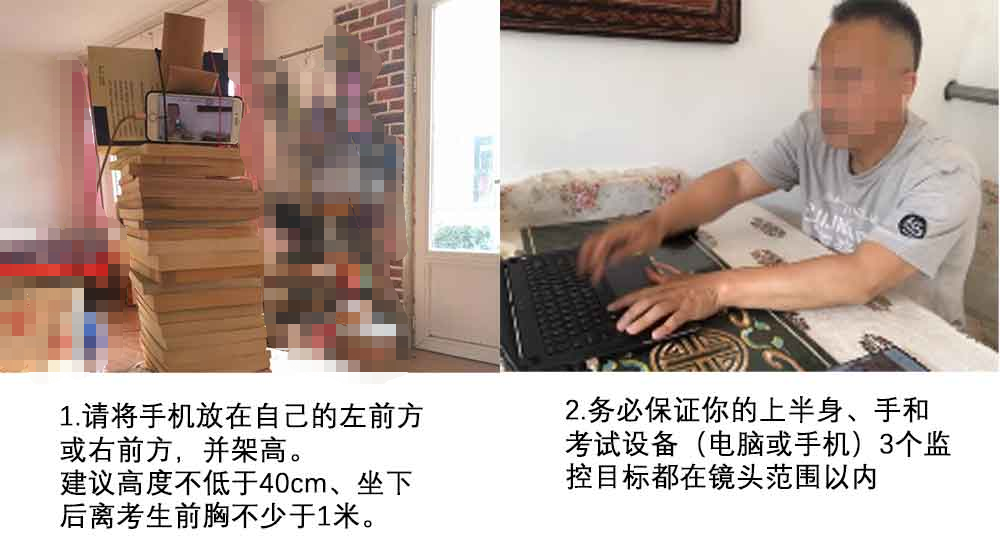 1.请将手机放在自己的左前方
或右前方，并架高。
建议高度不低于40cm、坐下
后离考生前胸不少于1米。
2.务必保证你的上半身、手和
考试设备（电脑或手机）3个监
控目标都在镜头范围以内